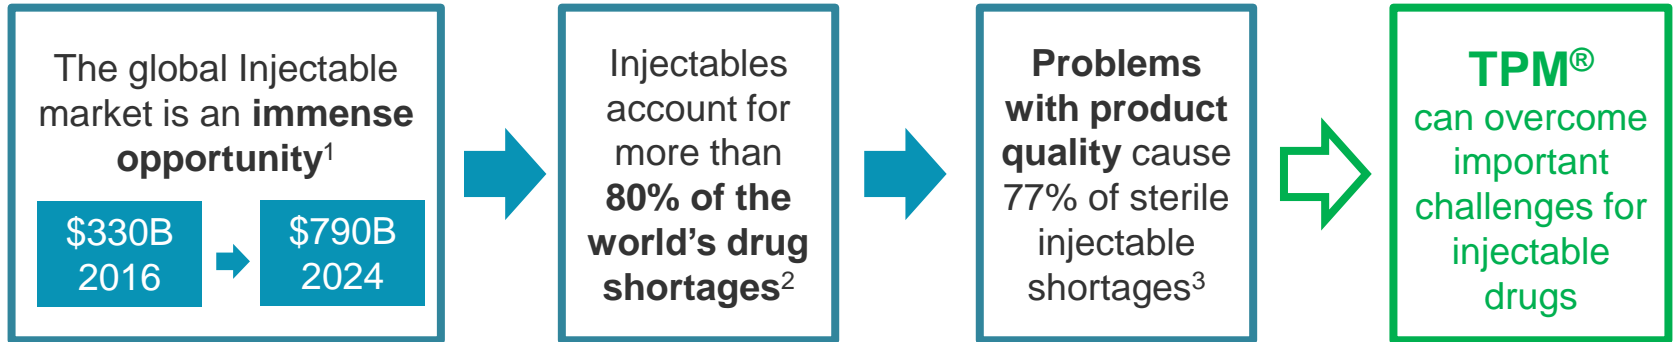 The global Injectable
market is an immense
opportunity¹
$330B
2016
$790B
2024
Injectables
account for
more than
80% of the
world’s drug
shortages²
Problems
with product
quality cause
77% of sterile
injectable
shortages³
TPM®
can overcome
important
challenges for
injectable
drugs